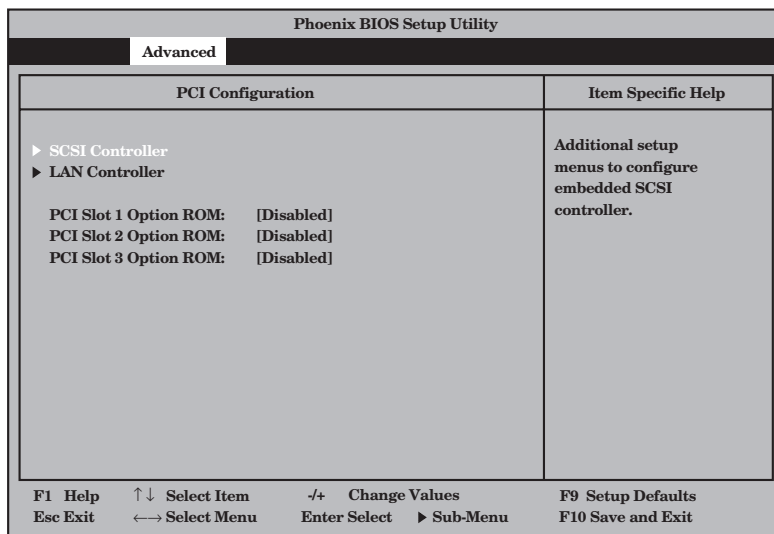 Phoenix BIOS Setup Utility
Advanced
PCI Configuration
Item Specific Help
▶ SCSI Controller
▶ LAN Controller
PCI Slot 1 Option ROM: [Disabled]
PCI Slot 2 Option ROM: [Disabled]
PCI Slot 3 Option ROM: [Disabled]
Additional setup
menus to configure
embedded SCSI
controller.
F1 Help ↑↓ Select Item -/+ Change Values F9 Setup Defaults
Esc Exit ←→ Select Menu Enter Select ▶ Sub-Menu F10 Save and Exit